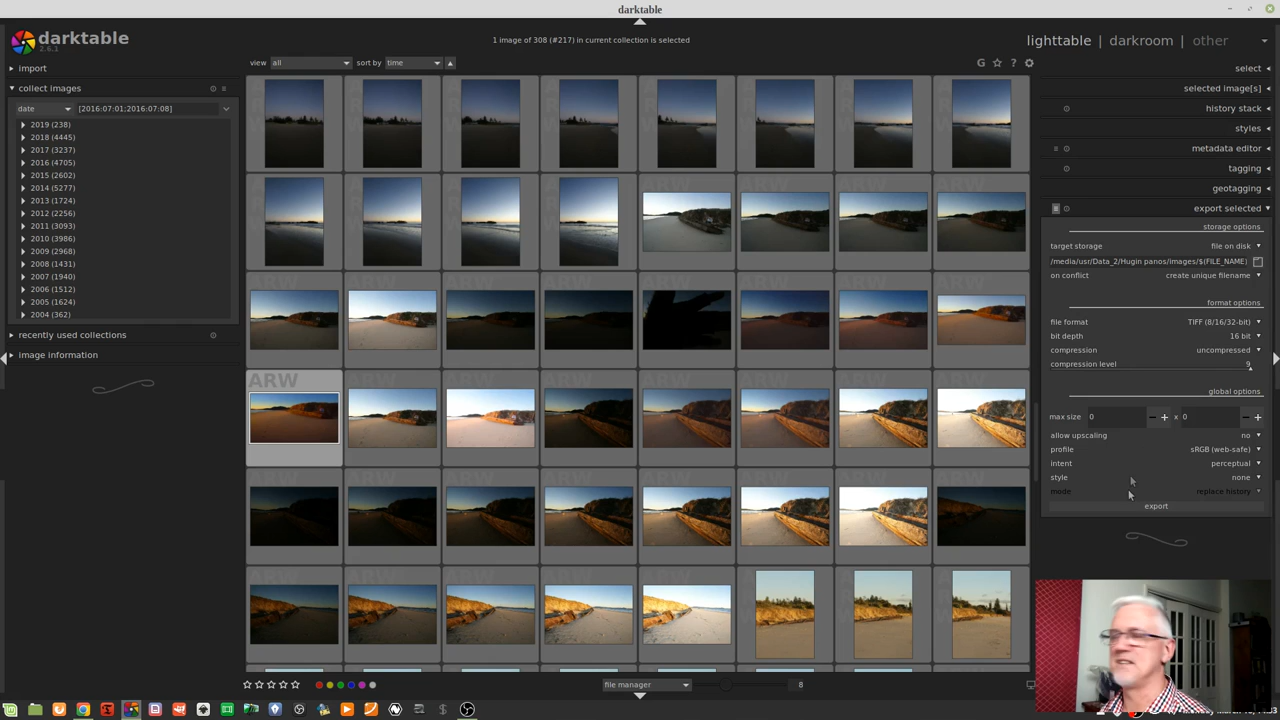 darktable
darktable
2.6.1
1 image of 308 (#217) in current collection is selected
lighttable | darkroom | other
import
collect images
date [2016:07:01;2016:07:08]
2019 (238)
2018 (4445)
2017 (3237)
2016 (4705)
2015 (2602)
2014 (5277)
2013 (1724)
2012 (2256)
2011 (3093)
2010 (3986)
2009 (2968)
2008 (1431)
2007 (1940)
2006 (1512)
2005 (1624)
2004 (362)
recently used collections
image information
view all sort by time
G ?
ARW
file manager 8
select
selected image[s]
history stack
styles
metadata editor
tagging
geotagging
export selected
storage options
target storage file on disk
/media/usr/Data_2/Hugin panos/images/$(FILE_NAME)
on conflict create unique filename
format options
file format TIFF (8/16/32-bit)
bit depth 16 bit
compression uncompressed
compression level 9
global options
max size 0 x 0
allow upscaling no
profile sRGB (web-safe)
intent perceptual
style none
mode replace history
export